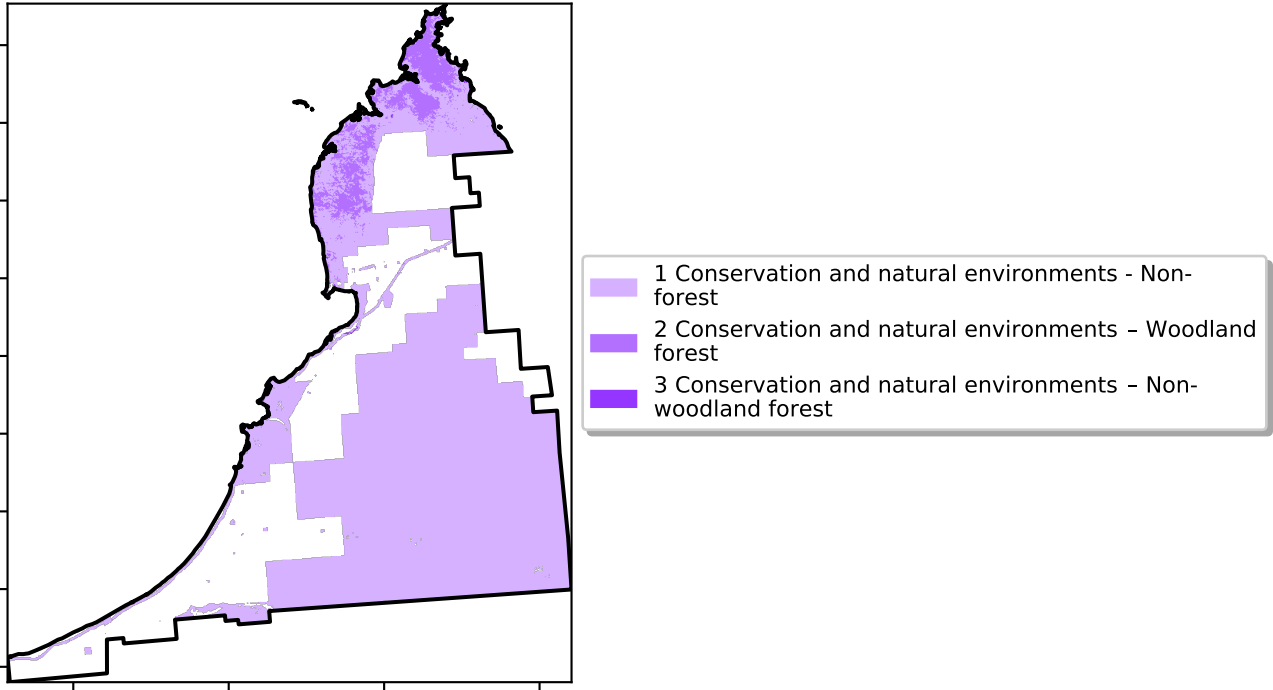 1 Conservation and natural environments - Non-
forest
2 Conservation and natural environments – Woodland
forest
3 Conservation and natural environments – Non-
woodland forest